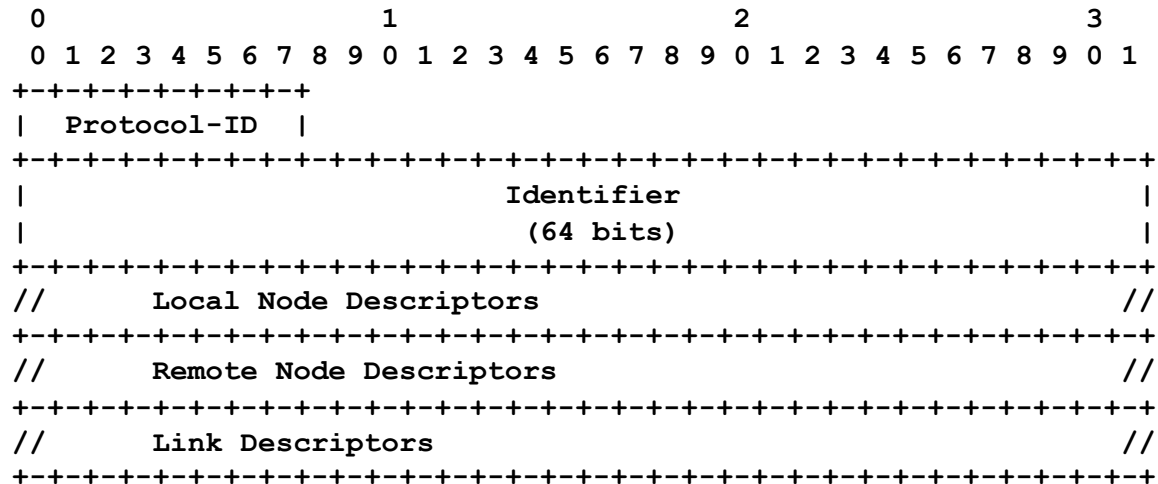 0                   1                   2                   3
 0 1 2 3 4 5 6 7 8 9 0 1 2 3 4 5 6 7 8 9 0 1 2 3 4 5 6 7 8 9 0 1
+-+-+-+-+-+-+-+-+
|  Protocol-ID  |
+-+-+-+-+-+-+-+-+-+-+-+-+-+-+-+-+-+-+-+-+-+-+-+-+-+-+-+-+-+-+-+-+
|                           Identifier                          |
|                            (64 bits)                          |
+-+-+-+-+-+-+-+-+-+-+-+-+-+-+-+-+-+-+-+-+-+-+-+-+-+-+-+-+-+-+-+-+
//      Local Node Descriptors                                 //
+-+-+-+-+-+-+-+-+-+-+-+-+-+-+-+-+-+-+-+-+-+-+-+-+-+-+-+-+-+-+-+-+
//      Remote Node Descriptors                                //
+-+-+-+-+-+-+-+-+-+-+-+-+-+-+-+-+-+-+-+-+-+-+-+-+-+-+-+-+-+-+-+-+
//      Link Descriptors                                       //
+-+-+-+-+-+-+-+-+-+-+-+-+-+-+-+-+-+-+-+-+-+-+-+-+-+-+-+-+-+-+-+-+